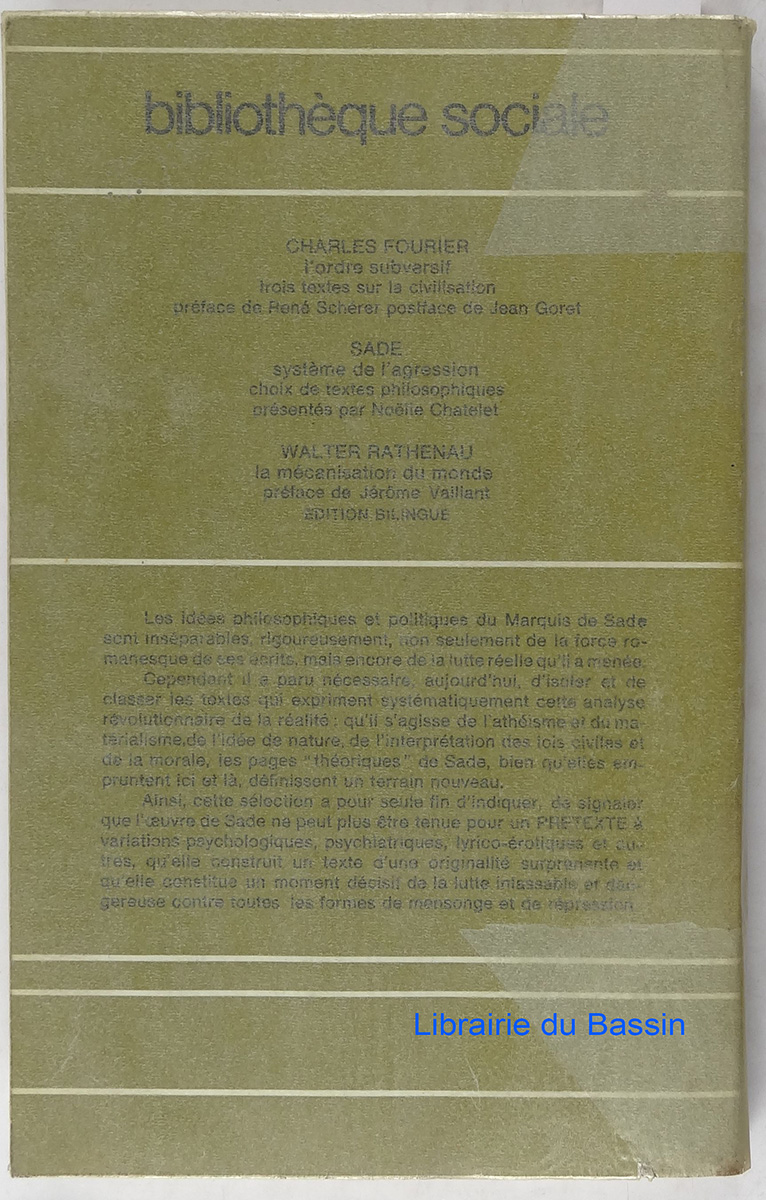 bibliothèque sociale
CHARLES FOURIER
l'ordre subversif
trois textes sur la civilisation
préface de René Schérer postface de Jean Goret
SADE
système de l'agression
choix de textes philosophiques
présentés par Noëlle Chatelet
WALTER RATHENAU
la mécanisation du monde
préface de Jérôme Vaillant
EDITION BILINGUE
Les idées philosophiques et politiques du Marquis de Sade
sont inséparables, rigoureusement, non seulement de la force ro-
manesque de ses écrits, mais encore de la lutte réelle qu'il a menée.
Cependant il a paru nécessaire, aujourd'hui, d'isoler et de
classer les textes qui expriment systématiquement cette analyse
révolutionnaire de la réalité : qu'il s'agisse de l'athéisme et du ma-
térialisme,de l'idée de nature, de l'interprétation des lois civiles et
de la morale, les pages "théoriques" de Sade, bien qu'elles em-
pruntent ici et là, définissent un terrain nouveau.
Ainsi, cette sélection a pour seule fin d'indiquer, de signaler
que l'œuvre de Sade ne peut plus être tenue pour un PRETEXTE A
variations psychologiques, psychiatriques, lyrico-érotiques et au-
tres, qu'elle construit un texte d'une originalité surprenante et
qu'elle constitue un moment décisif de la lutte inlassable et dan-
gereuse contre toutes les formes de mensonge et de répression.
Librairie du Bassin